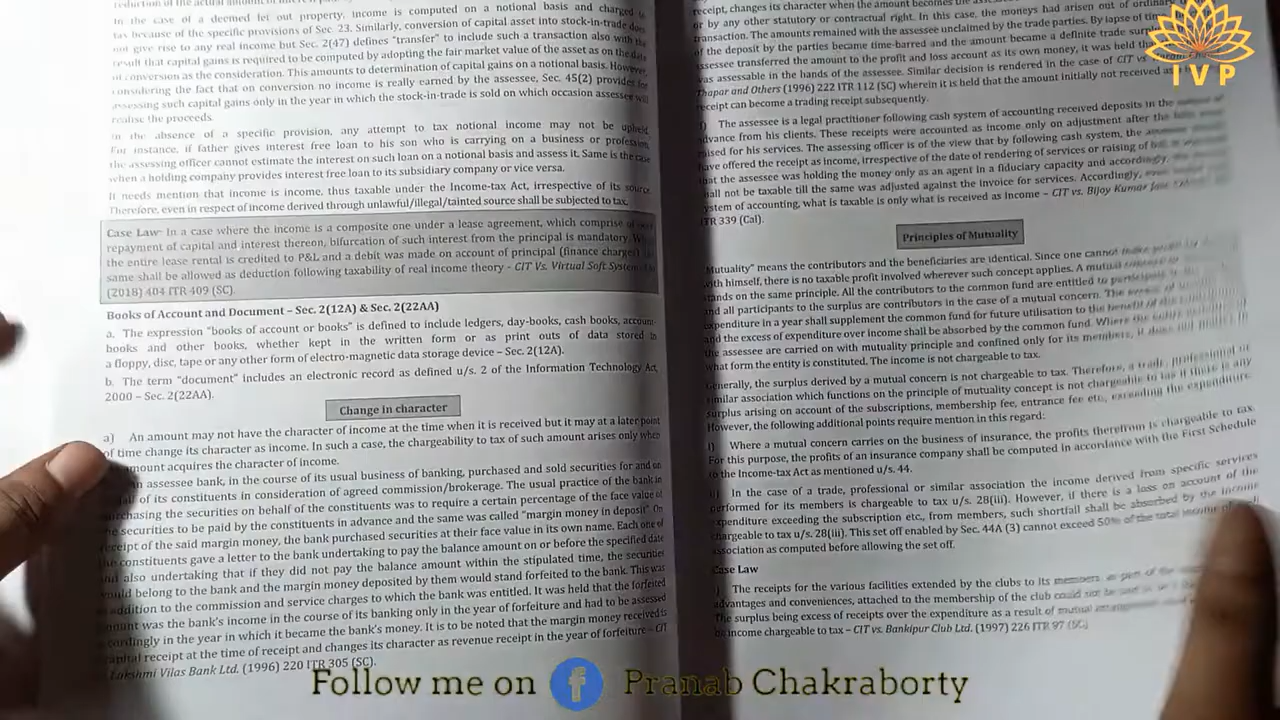 In the case of a deemed let out property, income is computed on a notional basis and charged to
tax because of the specific provisions of Sec. 23. Similarly, conversion of capital asset into stock-in-trade does
not give rise to any real income but Sec. 2(47) defines "transfer" to include such a transaction also with the
result that capital gains is required to be computed by adopting the fair market value of the asset as on the date
of conversion as the consideration. This amounts to determination of capital gains on a notional basis. However,
considering the fact that on conversion no income is really earned by the assessee, Sec. 45(2) provides for
assessing such capital gains only in the year in which the stock-in-trade is sold on which occasion assessee will
realise the proceeds.
In the absence of a specific provision, any attempt to tax notional income may not be upheld.
For instance, if father gives interest free loan to his son who is carrying on a business or profession,
the assessing officer cannot estimate the interest on such loan on a notional basis and assess it. Same is the case
when a holding company provides interest free loan to its subsidiary company or vice versa.
It needs mention that income is income, thus taxable under the Income-tax Act, irrespective of its source.
Therefore, even in respect of income derived through unlawful/illegal/tainted source shall be subjected to tax.
Case Law- In a case where the income is a composite one under a lease agreement, which comprise of
repayment of capital and interest thereon, bifurcation of such interest from the principal is mandatory.
the entire lease rental is credited to P&L and a debit was made on account of principal (finance charges)
same shall be allowed as deduction following taxability of real income theory - CIT Vs. Virtual Soft Systems
(2018) 404 ITR 409 (SC).
Books of Account and Document – Sec. 2(12A) & Sec. 2(22AA)
a. The expression "books of account or books" is defined to include ledgers, day-books, cash books, account-
books and other books, whether kept in the written form or as print outs of data stored in
a floppy, disc, tape or any other form of electro-magnetic data storage device – Sec. 2(12A).
b. The term "document" includes an electronic record as defined u/s. 2 of the Information Technology Act,
2000 – Sec. 2(22AA).
Change in character
a) An amount may not have the character of income at the time when it is received but it may at a later point
of time change its character as income. In such a case, the chargeability to tax of such amount arises only when
amount acquires the character of income.
an assessee bank, in the course of its usual business of banking, purchased and sold securities for and on
of its constituents in consideration of agreed commission/brokerage. The usual practice of the bank in
purchasing the securities on behalf of the constituents was to require a certain percentage of the face value of
securities to be paid by the constituents in advance and the same was called "margin money in deposit" On
receipt of the said margin money, the bank purchased securities at their face value in its own name. Each one of
constituents gave a letter to the bank undertaking to pay the balance amount on or before the specified date
also undertaking that if they did not pay the balance amount within the stipulated time, the securities
would belong to the bank and the margin money deposited by them would stand forfeited to the bank. This was
addition to the commission and service charges to which the bank was entitled. It was held that the forfeited
amount was the bank's income in the course of its banking only in the year of forfeiture and had to be assessed
accordingly in the year in which it became the bank's money. It is to be noted that the margin money received is
capital receipt at the time of receipt and changes its character as revenue receipt in the year of forfeiture – CIT
Lakshmi Vilas Bank Ltd. (1996) 220 ITR 305 (SC).
receipt, changes its character when the amount becomes the
or by any other statutory or contractual right. In this case, the moneys had arisen out of ordinary
transaction. The amounts remained with the assessee unclaimed by the trade parties. By lapse of time
of the deposit by the parties became time-barred and the amount became a definite trade
assessee transferred the amount to the profit and loss account as its own money, it was held
was assessable in the hands of the assessee. Similar decision is rendered in the case of CIT vs
Thapar and Others (1996) 222 ITR 112 (SC) wherein it is held that the amount initially not received as
receipt can become a trading receipt subsequently.
The assessee is a legal practitioner following cash system of accounting received deposits in the
advance from his clients. These receipts were accounted as income only on adjustment after the
raised for his services. The assessing officer is of the view that by following cash system, the
have offered the receipt as income, irrespective of the date of rendering of services or raising of
that the assessee was holding the money only as an agent in a fiduciary capacity and accordingly,
shall not be taxable till the same was adjusted against the invoice for services. Accordingly,
system of accounting, what is taxable is only what is received as Income – CIT vs. Bijoy Kumar
ITR 339 (Cal).
Principles of Mutuality
Mutuality" means the contributors and the beneficiaries are identical. Since one cannot make
with himself, there is no taxable profit involved wherever such concept applies. A mutual
stands on the same principle. All the contributors to the common fund are entitled to participate
and all participants to the surplus are contributors in the case of a mutual concern. The
expenditure in a year shall supplement the common fund for future utilisation to the benefit of
and the excess of expenditure over income shall be absorbed by the common fund. Where the
the assessee are carried on with mutuality principle and confined only for its members, it does not
what form the entity is constituted. The income is not chargeable to tax.
Generally, the surplus derived by a mutual concern is not chargeable to tax. Therefore, a trade, professional or
similar association which functions on the principle of mutuality concept is not chargeable to tax if there is any
surplus arising on account of the subscriptions, membership fee, entrance fee etc., exceeding the expenditure.
However, the following additional points require mention in this regard:
i) Where a mutual concern carries on the business of insurance, the profits therefrom is chargeable to tax.
For this purpose, the profits of an insurance company shall be computed in accordance with the First Schedule
to the Income-tax Act as mentioned u/s. 44.
In the case of a trade, professional or similar association the income derived from specific services
performed for its members is chargeable to tax u/s. 28(iii). However, if there is a loss on account of the
expenditure exceeding the subscription etc., from members, such shortfall shall be absorbed by the income
chargeable to tax u/s. 28(iii). This set off enabled by Sec. 44A (3) cannot exceed 50% of the total income of
association as computed before allowing the set off.
Case Law
The receipts for the various facilities extended by the clubs to its members, as part of the
advantages and conveniences, attached to the membership of the club could not be
The surplus being excess of receipts over the expenditure as a result of mutual
be income chargeable to tax – CIT vs. Bankipur Club Ltd. (1997) 226 ITR 97 (SC)
IVP
Follow me on f Pranab Chakraborty